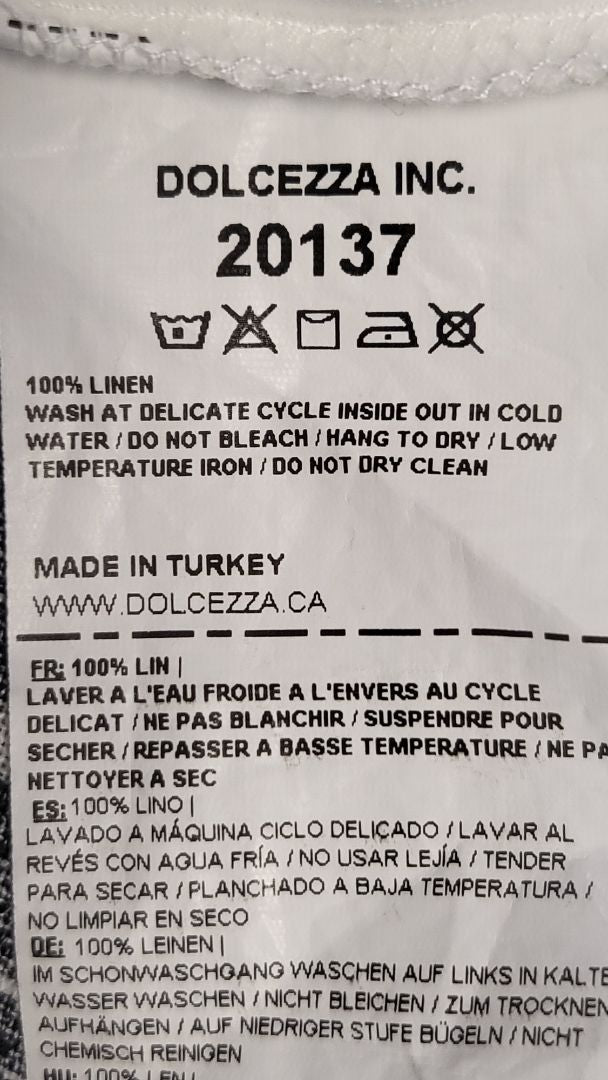 DOLCEZZA INC.
20137
100% LINEN
WASH AT DELICATE CYCLE INSIDE OUT IN COLD
WATER / DO NOT BLEACH / HANG TO DRY / LOW
TEMPERATURE IRON / DO NOT DRY CLEAN
MADE IN TURKEY
WWW.DOLCEZZA.CA
FR: 100% LIN |
LAVER A L'EAU FROIDE A L'ENVERS AU CYCLE
DELICAT / NE PAS BLANCHIR / SUSPENDRE POUR
SECHER / REPASSER A BASSE TEMPERATURE / NE PA
NETTOYER A SEC
ES: 100% LINO |
LAVADO A MÁQUINA CICLO DELICADO / LAVAR AL
REVÉS CON AGUA FRÍA / NO USAR LEJÍA / TENDER
PARA SECAR / PLANCHADO A BAJA TEMPERATURA /
NO LIMPIAR EN SECO
DE: 100% LEINEN |
IM SCHONWASCHGANG WASCHEN AUF LINKS IN KALTE
WASSER WASCHEN / NICHT BLEICHEN / ZUM TROCKNEN
AUFHÄNGEN / AUF NIEDRIGER STUFE BÜGELN / NICHT
CHEMISCH REINIGEN
HU: 100% LEN |